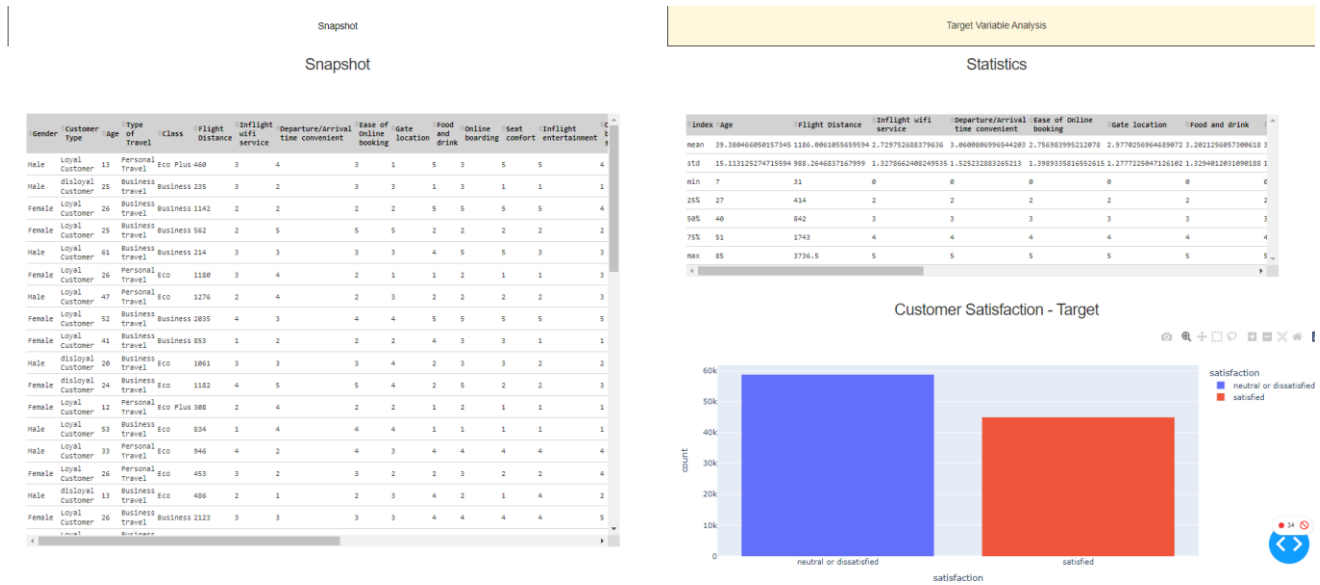 Snapshot
Snapshot
Gender Customer Type Age Type of Travel Class Flight Distance Inflight wifi service Departure/Arrival time convenient Ease of Online booking Gate location Food and drink Online boarding Seat comfort Inflight entertainment
Male Loyal Customer 13 Personal Travel Eco Plus 460 3 4 3 1 5 3 5 5 4
Male disloyal Customer 25 Business travel Business 235 3 2 3 3 1 3 1 1 1
Female Loyal Customer 26 Business travel Business 1142 2 2 2 2 5 5 5 5 4
Female Loyal Customer 25 Business travel Business 562 2 5 5 5 2 2 2 2 2
Male Loyal Customer 61 Business travel Business 214 3 3 3 3 4 5 5 3 3
Female Loyal Customer 26 Personal Travel Eco 1180 3 4 2 1 1 2 1 1 3
Male Loyal Customer 47 Personal Travel Eco 1276 2 4 2 3 2 2 2 2 3
Female Loyal Customer 52 Business travel Business 2035 4 3 4 4 5 5 5 5 5
Female Loyal Customer 41 Business travel Business 853 1 2 2 2 4 3 3 1 1
Male disloyal Customer 20 Business travel Eco 1061 3 3 3 4 2 3 3 2 2
Female disloyal Customer 24 Business travel Eco 1182 4 5 5 4 2 5 2 2 3
Female Loyal Customer 12 Personal Travel Eco Plus 308 2 4 2 2 1 2 1 1 1
Male Loyal Customer 53 Business travel Eco 834 1 4 4 4 1 1 1 1 1
Male Loyal Customer 33 Personal Travel Eco 946 4 2 4 3 4 4 4 4 4
Female Loyal Customer 26 Personal Travel Eco 453 3 2 3 2 2 3 2 2 4
Male disloyal Customer 13 Business travel Eco 486 2 1 2 3 4 2 1 4 2
Female Loyal Customer 26 Business travel Business 2123 3 3 3 3 4 4 4 4 5
Target Variable Analysis
Statistics
index Age Flight Distance Inflight wifi service Departure/Arrival time convenient Ease of Online booking Gate location Food and drink
mean 39.380466050157345 1186.0061055659594 2.729752688379636 3.0600806996544203 2.756983995212078 2.9770256964689072 3.2021256057300618
std 15.113125274715594 988.2646837167999 1.3278662408249535 1.525232883265213 1.3989335816552615 1.2777225047126102 1.3294012031090188
min 7 31 0 0 0 0 0
25% 27 414 2 2 2 2 2
50% 40 842 3 3 3 3 3
75% 51 1743 4 4 4 4 4
max 85 3736.5 5 5 5 5 5
Customer Satisfaction - Target
60k
50k
40k
30k
20k
10k
0
count
neutral or dissatisfied
satisfied
satisfaction
satisfaction
neutral or dissatisfied
satisfied
34